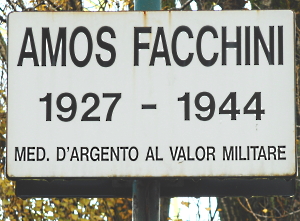 AMOS FACCHINI
1927 - 1944
MED. D'ARGENTO AL VALOR MILITARE